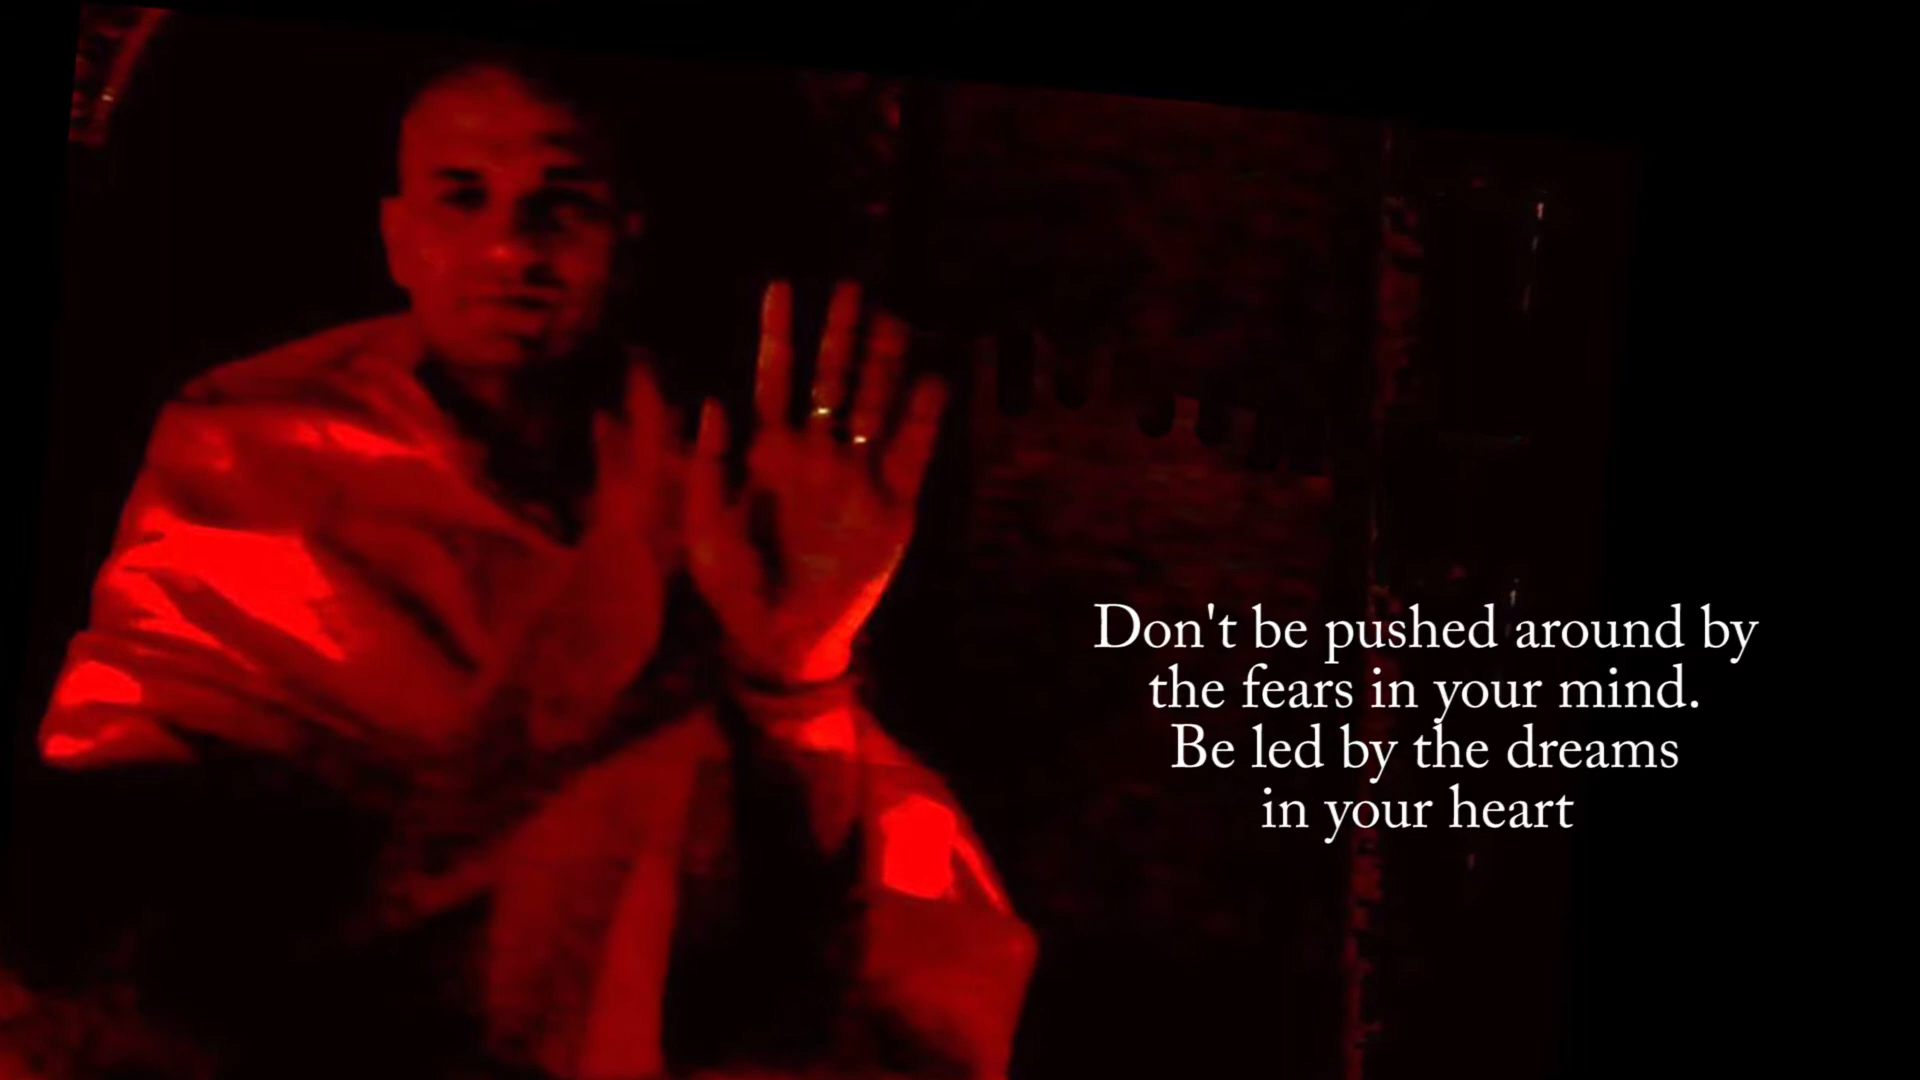 Don't be pushed around by
the fears in your mind.
Be led by the dreams
in your heart